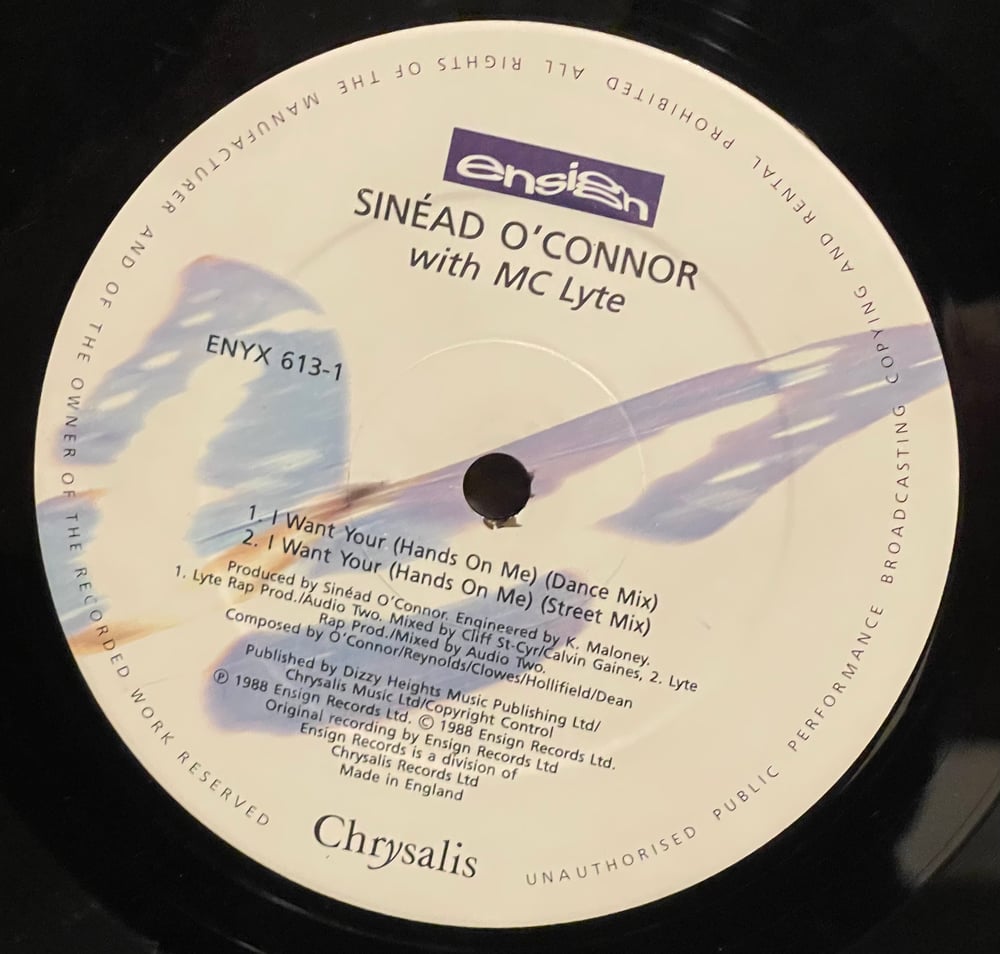 ensign
SINÉAD O'CONNOR
with MC Lyte
ENYX 613-1
1. I Want Your (Hands On Me) (Dance Mix)
2. I Want Your (Hands On Me) (Street Mix)
Produced by Sinéad O'Connor. Engineered by K. Maloney.
1. Lyte Rap Prod./Audio Two. Mixed by Cliff St-Cyr/Calvin Gaines, 2. Lyte
Rap Prod./Mixed by Audio Two.
Composed by O'Connor/Reynolds/Clowes/Hollifield/Dean
Published by Dizzy Heights Music Publishing Ltd/
Chrysalis Music Ltd/Copyright Control
℗ 1988 Ensign Records Ltd. © 1988 Ensign Records Ltd.
Original recording by Ensign Records Ltd
Ensign Records is a division of
Chrysalis Records Ltd
Made in England
Chrysalis
UNAUTHORISED PUBLIC PERFORMANCE BROADCASTING COPYING AND RENTAL PROHIBITED ALL RIGHTS OF THE MANUFACTURER AND OF THE OWNER OF THE RECORDED WORK RESERVED